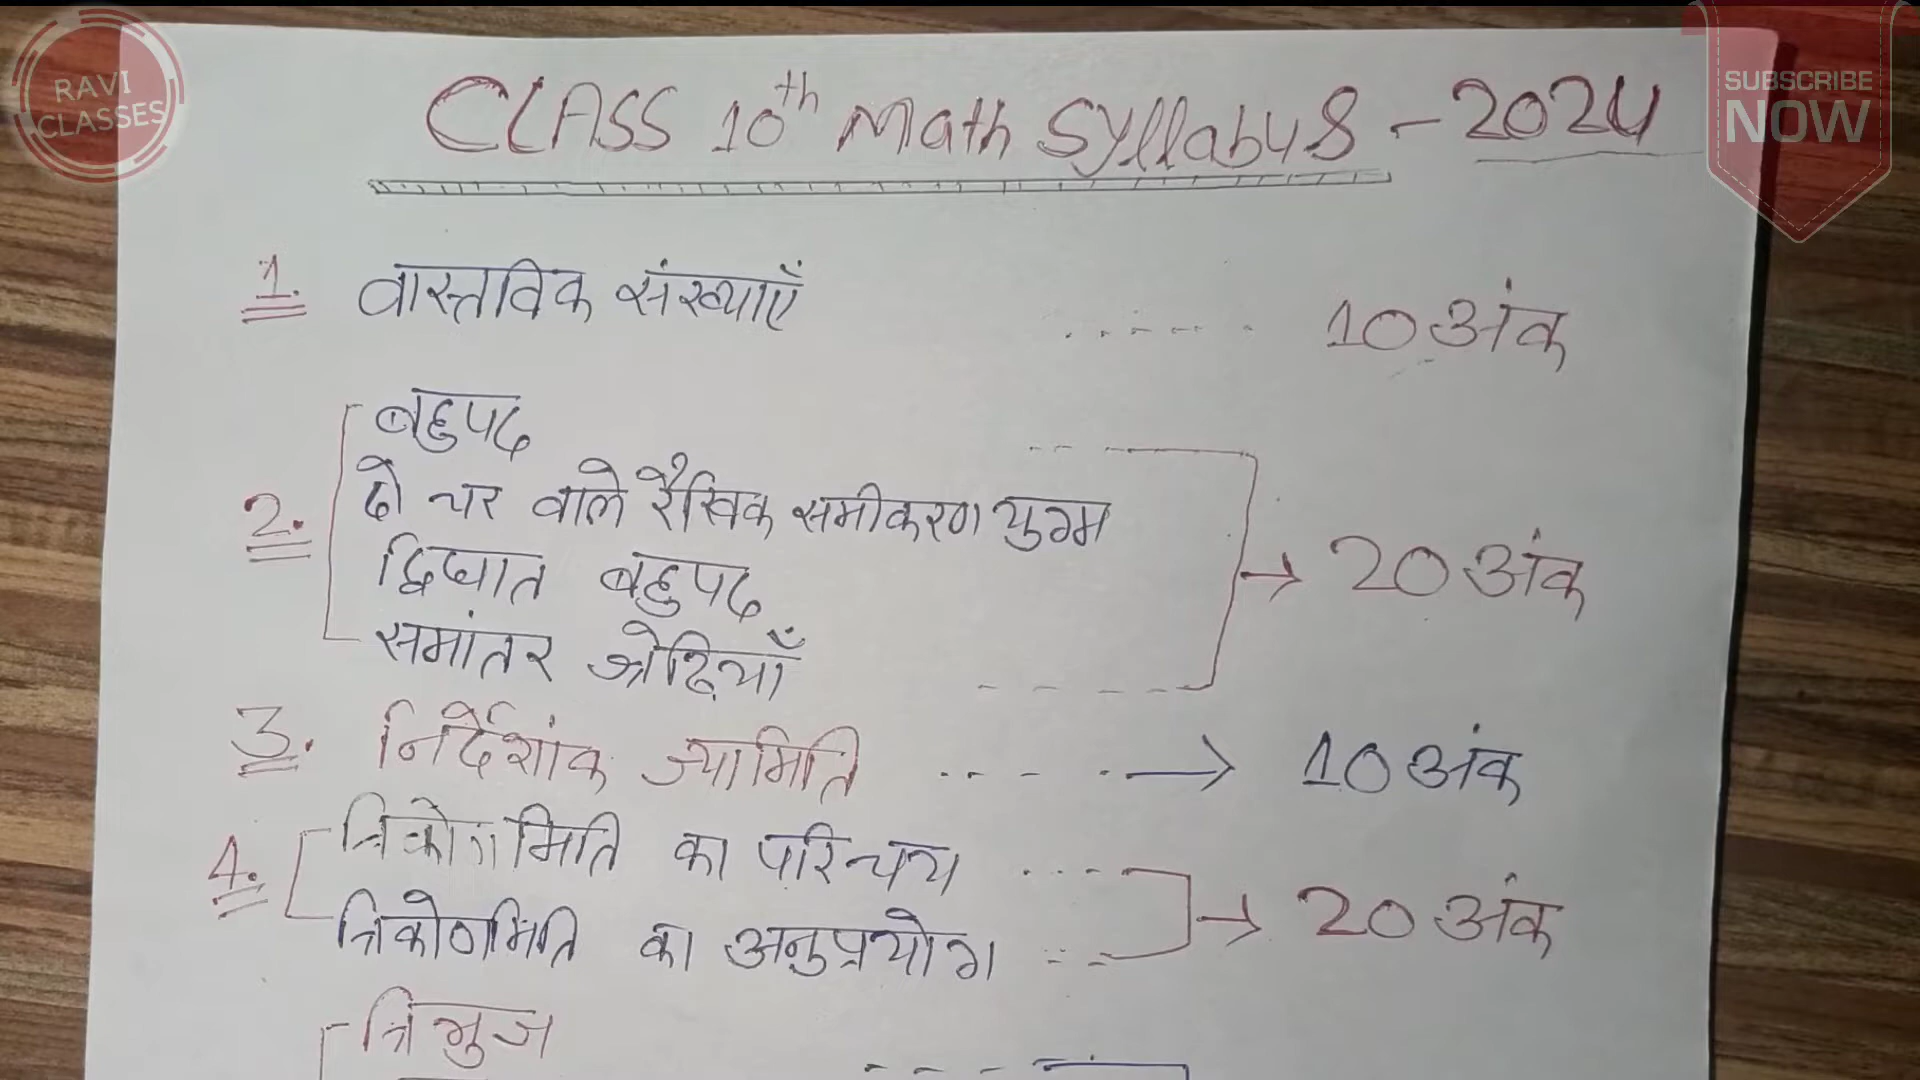 RAVI
CLASSES
SUBSCRIBE
NOW
CLASS 10th Math Syllabus - 2024
1. वास्तविक संख्याएँ ...... 10 अंक
बहुपद
2. दो चर वाले रैखिक समीकरण युग्म → 20 अंक
द्विघात बहुपद
समांतर श्रेढ़ियाँ
3. निर्देशांक ज्यामिति → 10 अंक
4. त्रिकोणमिति का परिचय → 20 अंक
त्रिकोणमिति का अनुप्रयोग
त्रिभुज